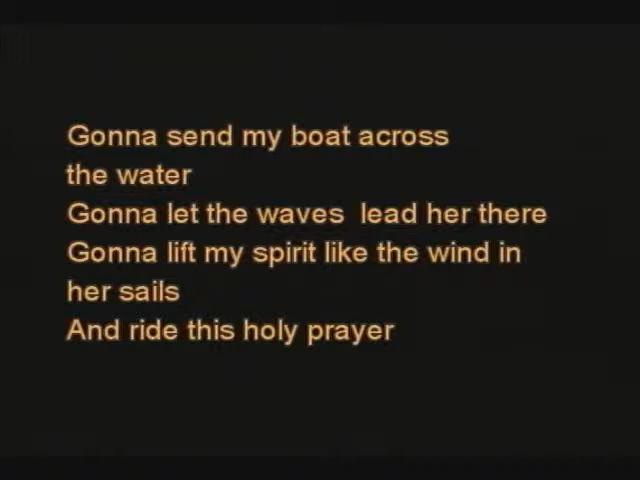 Gonna send my boat across
the water
Gonna let the waves  lead her there
Gonna lift my spirit like the wind in
her sails
And ride this holy prayer